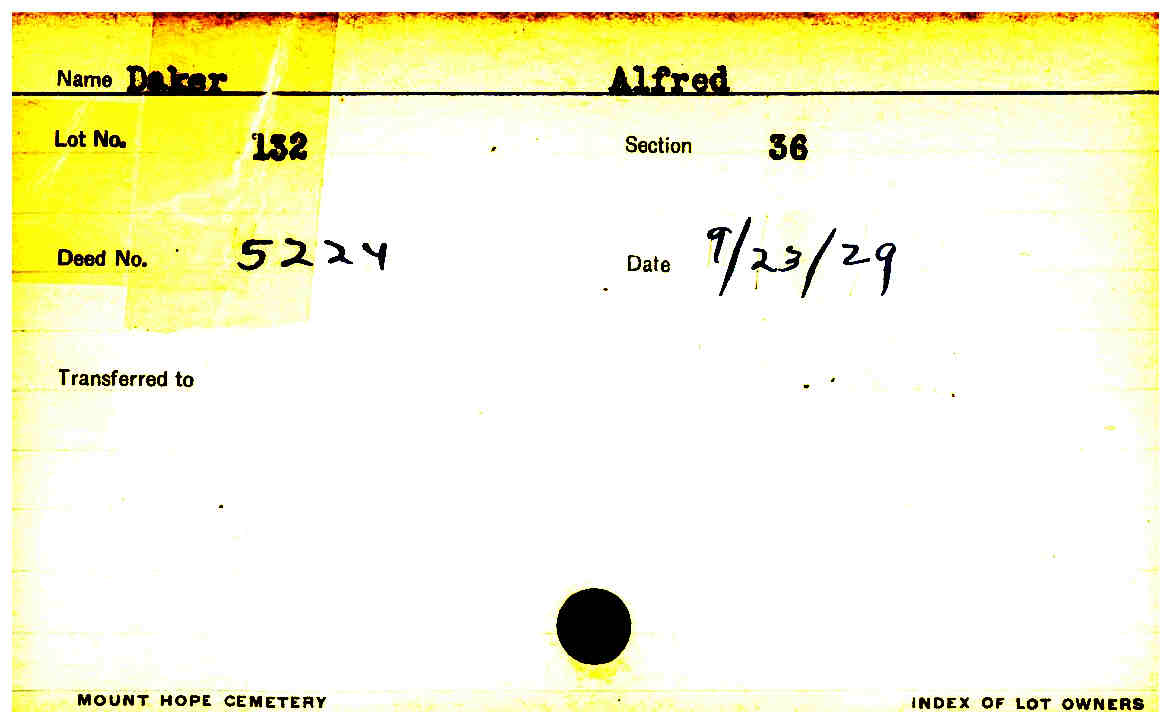 Name Daker Alfred
Lot No. 132 Section 36
Deed No. 5224 Date 9/23/29
Transferred to
MOUNT HOPE CEMETERY INDEX OF LOT OWNERS